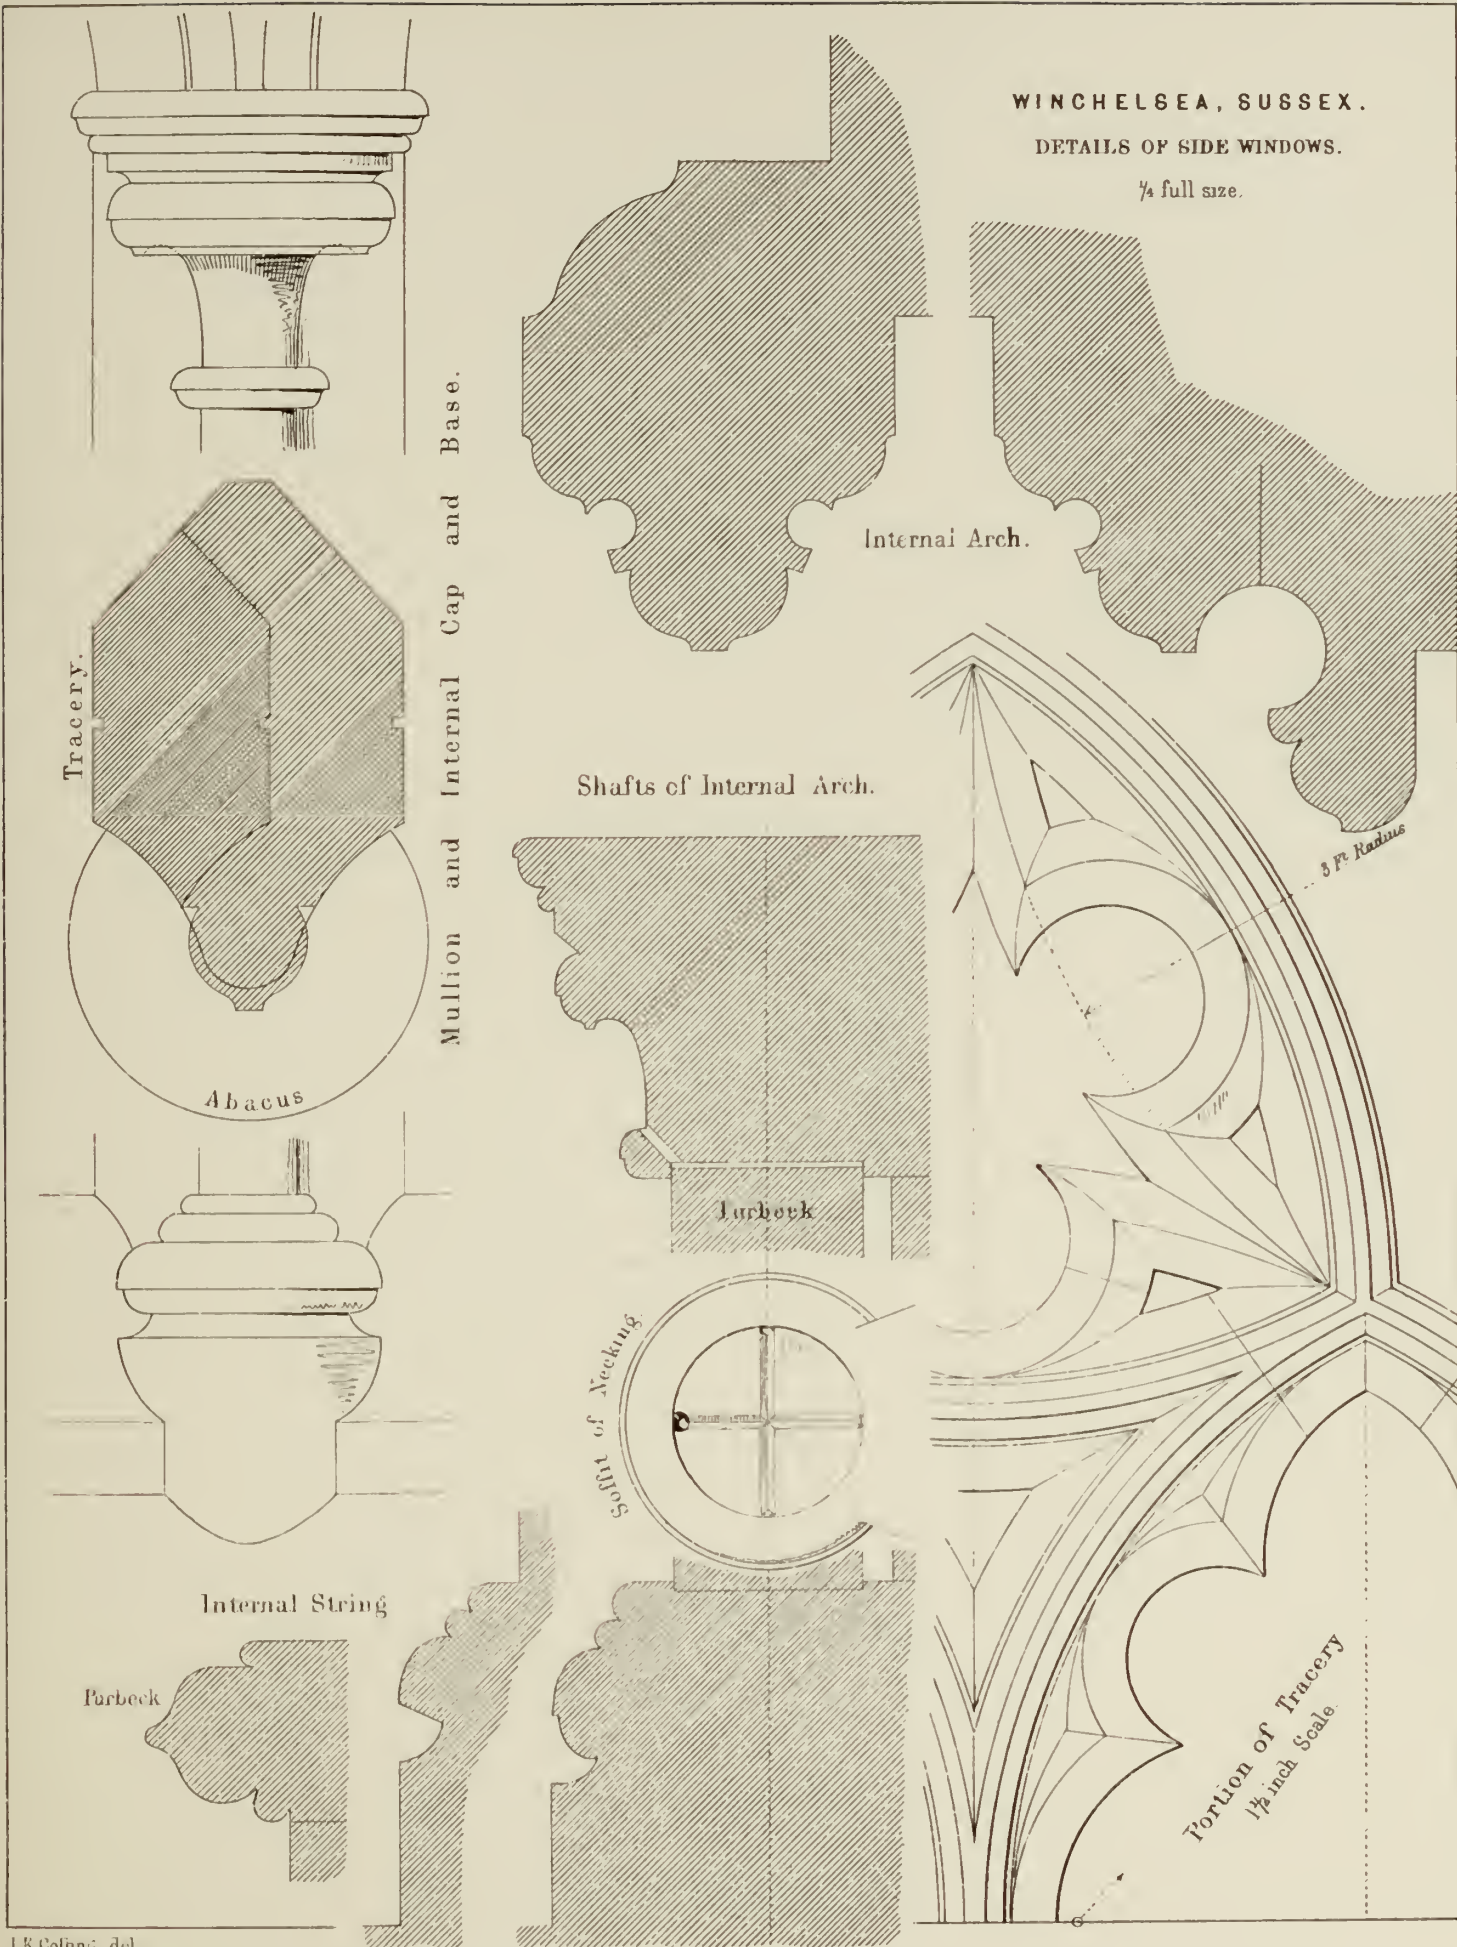 WINCHELSEA, SUSSEX.
DETAILS OF SIDE WINDOWS.
¼ full size.
Mullion and Internal Cap and Base.
Tracery.
Abacus
Internal Arch.
Shafts of Internal Arch.
3 Ft Radius
Purbeck
Soffit of Necking.
Internal String
Purbeck
Portion of Tracery
1½ inch Scale.